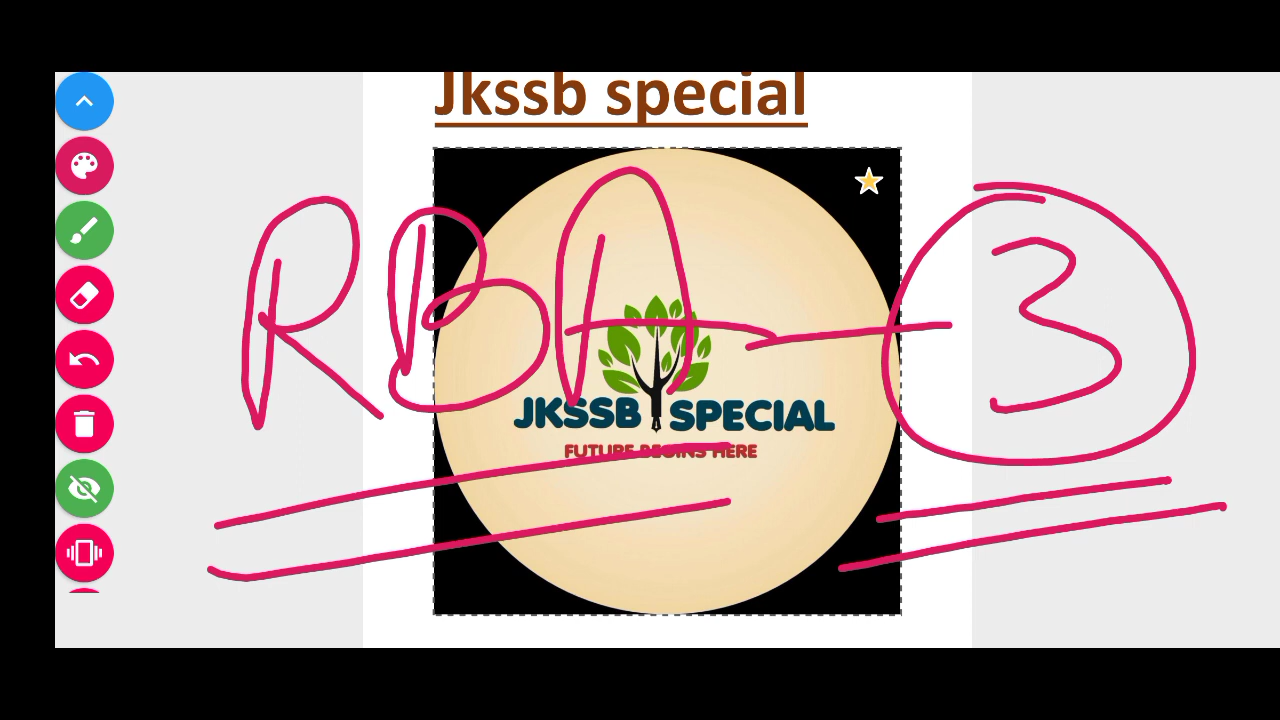 Jkssb special
RBA - 3
JKSSB SPECIAL
FUTURE BEGINS HERE